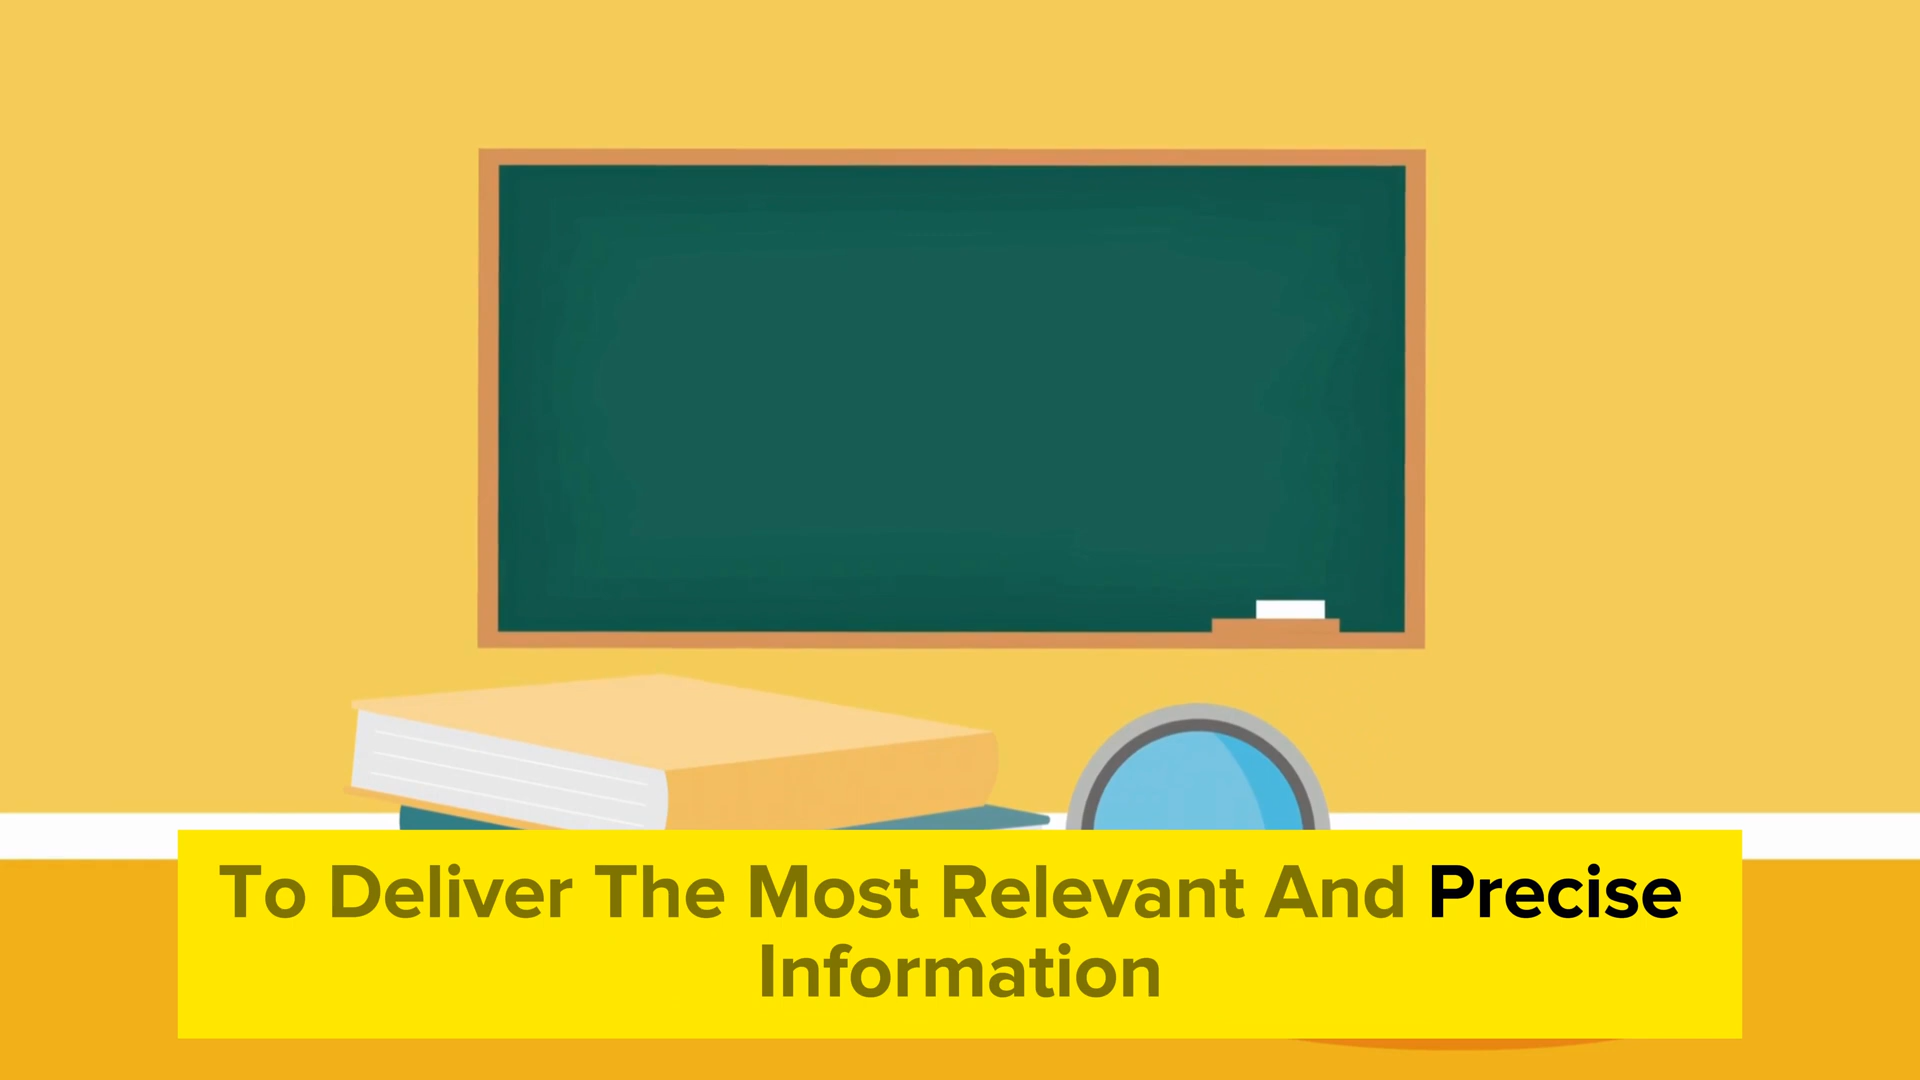 To Deliver The Most Relevant And Precise
Information